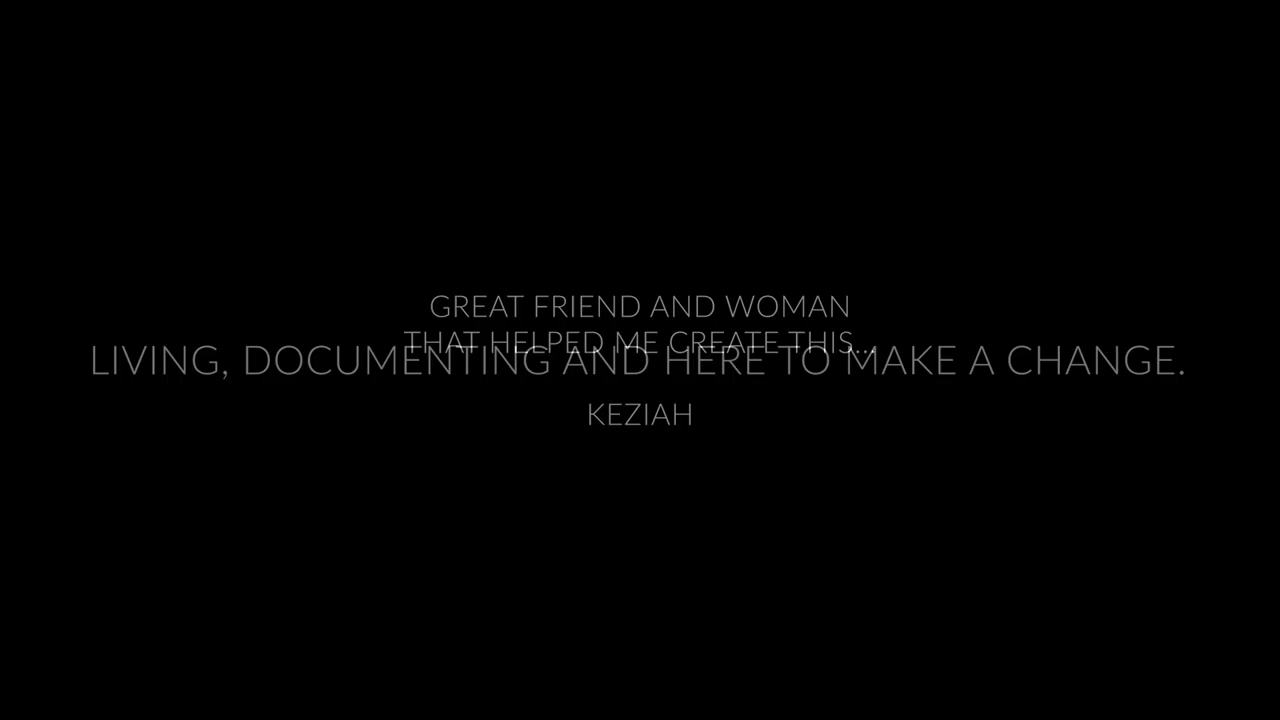 GREAT FRIEND AND WOMAN
THAT HELPED ME CREATE THIS...
LIVING, DOCUMENTING AND HERE TO MAKE A CHANGE.
KEZIAH